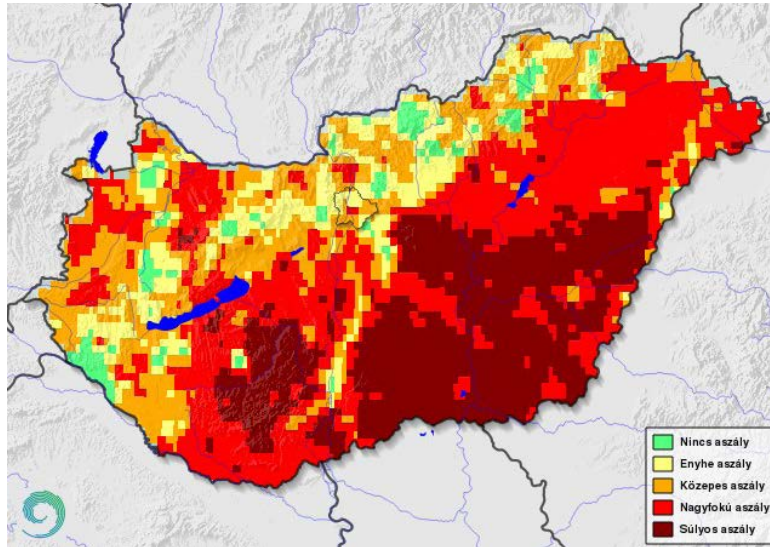 Nincs aszály
Enyhe aszály
Közepes aszály
Nagyfokú aszály
Súlyos aszály